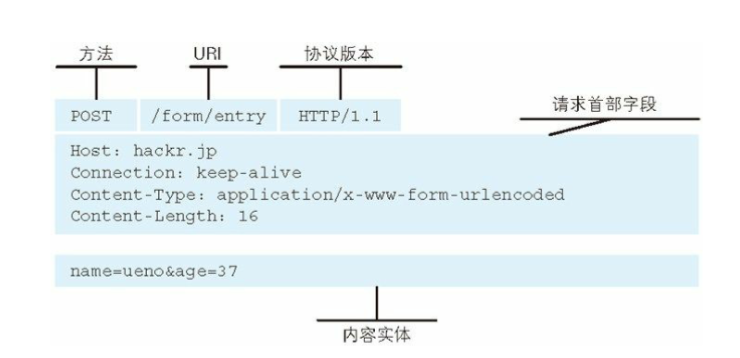 方法 URI 协议版本
请求首部字段
POST /form/entry HTTP/1.1
Host: hackr.jp
Connection: keep-alive
Content-Type: application/x-www-form-urlencoded
Content-Length: 16
name=ueno&age=37
内容实体